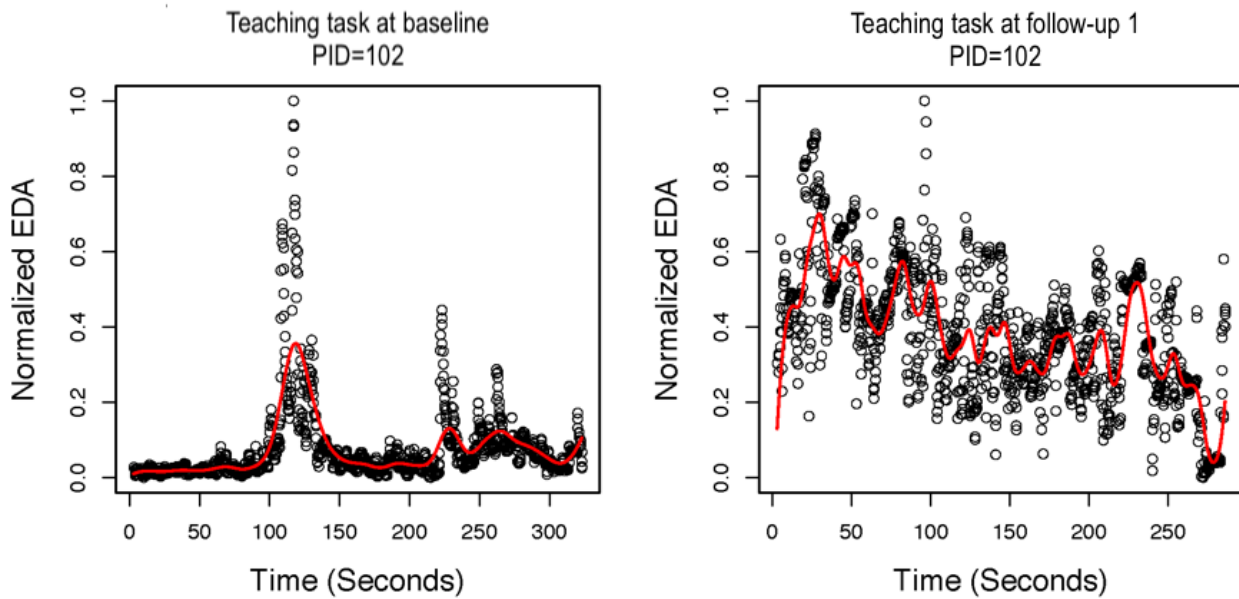 Teaching task at baseline
PID=102
Normalized EDA
1.0
0.8
0.6
0.4
0.2
0.0
0 50 100 150 200 250 300
Time (Seconds)
Teaching task at follow-up 1
PID=102
Normalized EDA
1.0
0.8
0.6
0.4
0.2
0.0
0 50 100 150 200 250
Time (Seconds)